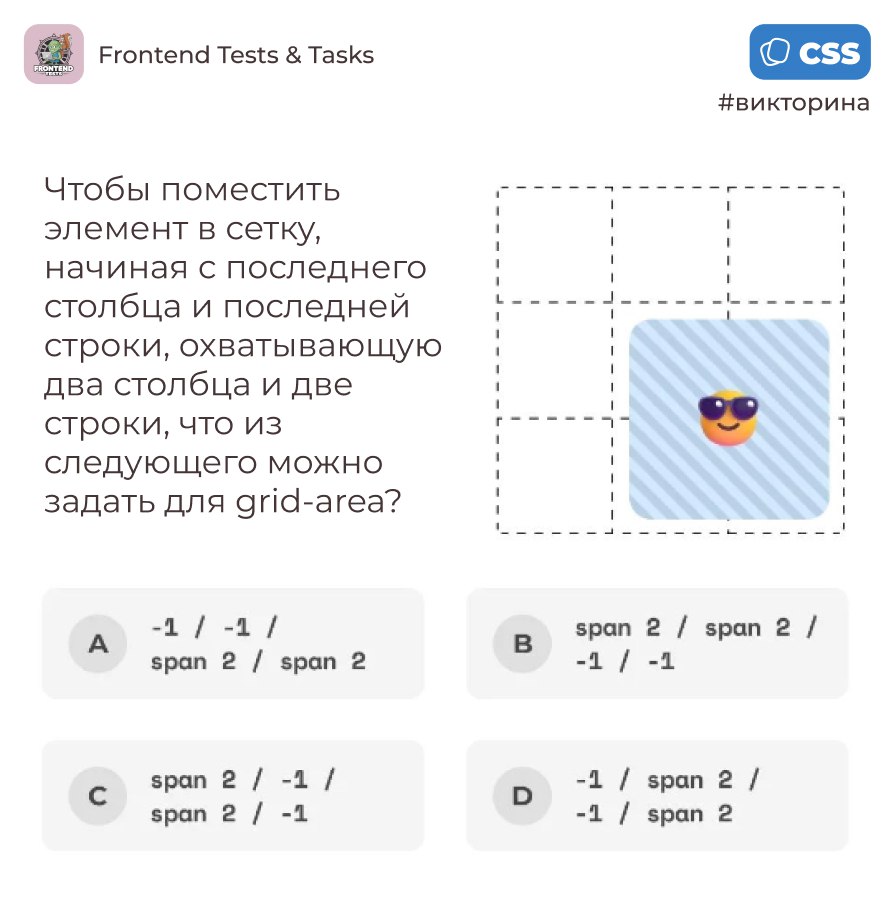 Frontend Tests & Tasks
FRONTEND
TESTS
CSS
#викторина
Чтобы поместить
элемент в сетку,
начиная с последнего
столбца и последней
строки, охватывающую
два столбца и две
строки, что из
следующего можно
задать для grid-area?
A
-1 / -1 /
span 2 / span 2
B
span 2 / span 2 /
-1 / -1
C
span 2 / -1 /
span 2 / -1
D
-1 / span 2 /
-1 / span 2